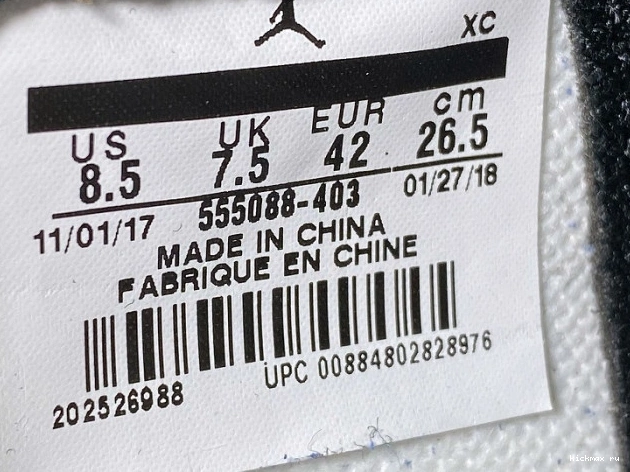 XC
US UK EUR cm
8.5 7.5 42 26.5
11/01/17 555088-403 01/27/18
MADE IN CHINA
FABRIQUE EN CHINE
202526988 UPC 00884802828976
Nickmax ru